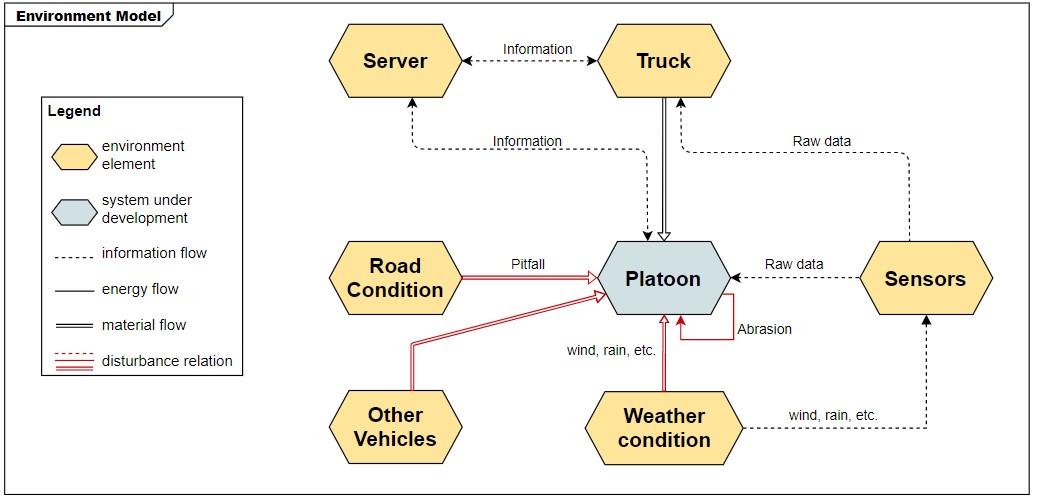 Environment Model
Server
Information
Truck
Legend
environment
element
system under
development
information flow
energy flow
material flow
disturbance relation
Information
Raw data
Road
Condition
Pitfall
Platoon
Raw data
Sensors
Abrasion
wind, rain, etc.
Other
Vehicles
Weather
condition
wind, rain, etc.